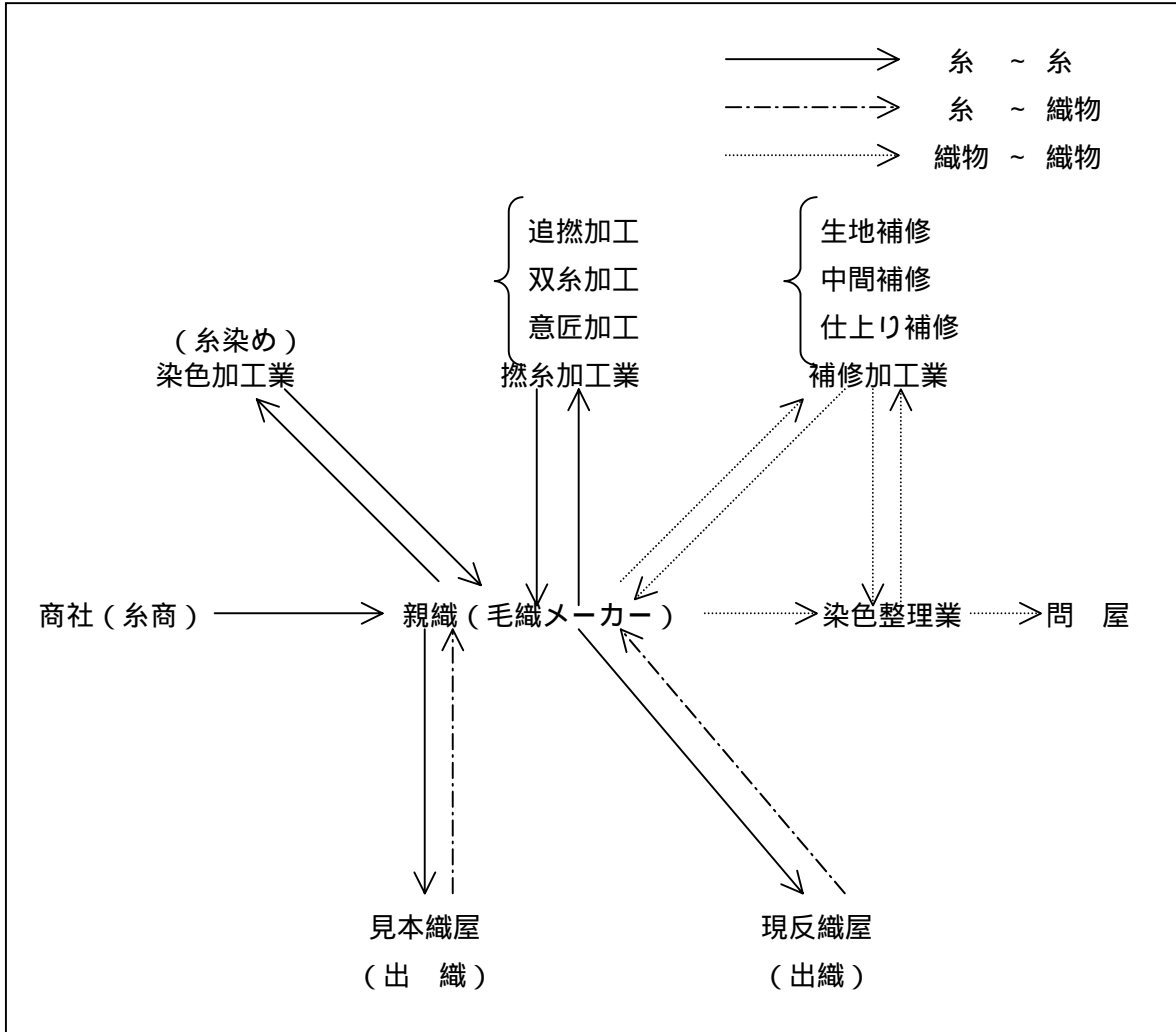 糸 ~ 糸
糸 ~ 織物
織物 ~ 織物
追撚加工
双糸加工
意匠加工
生地補修
中間補修
仕上り補修
(糸染め)
染色加工業
撚糸加工業
補修加工業
商社(糸商)
親織(毛織メーカー)
染色整理業
問 屋
見本織屋
(出 織)
現反織屋
(出織)